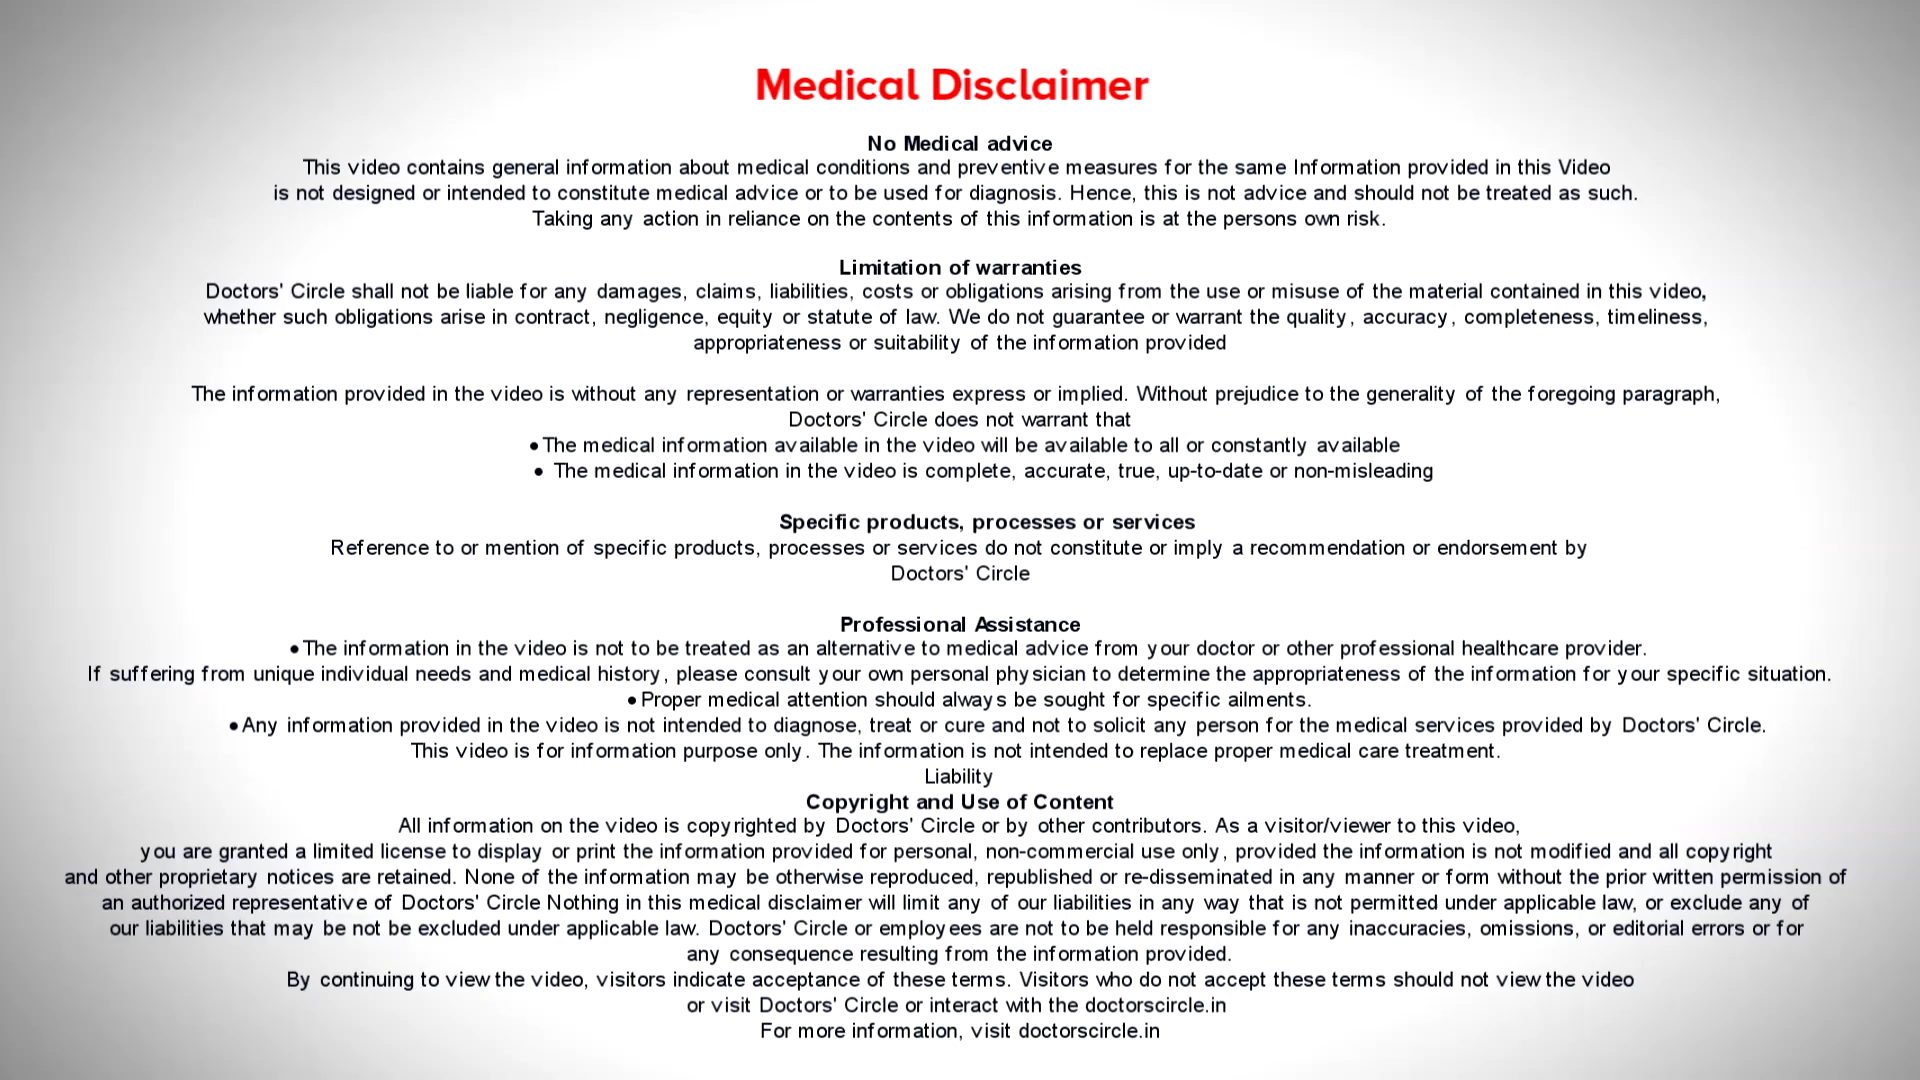 Medical Disclaimer
No Medical advice
This video contains general information about medical conditions and preventive measures for the same Information provided in this Video
is not designed or intended to constitute medical advice or to be used for diagnosis. Hence, this is not advice and should not be treated as such.
Taking any action in reliance on the contents of this information is at the persons own risk.
Limitation of warranties
Doctors' Circle shall not be liable for any damages, claims, liabilities, costs or obligations arising from the use or misuse of the material contained in this video,
whether such obligations arise in contract, negligence, equity or statute of law. We do not guarantee or warrant the quality, accuracy, completeness, timeliness,
appropriateness or suitability of the information provided
The information provided in the video is without any representation or warranties express or implied. Without prejudice to the generality of the foregoing paragraph,
Doctors' Circle does not warrant that
•The medical information available in the video will be available to all or constantly available
• The medical information in the video is complete, accurate, true, up-to-date or non-misleading
Specific products, processes or services
Reference to or mention of specific products, processes or services do not constitute or imply a recommendation or endorsement by
Doctors' Circle
Professional Assistance
•The information in the video is not to be treated as an alternative to medical advice from your doctor or other professional healthcare provider.
If suffering from unique individual needs and medical history, please consult your own personal physician to determine the appropriateness of the information for your specific situation.
•Proper medical attention should always be sought for specific ailments.
•Any information provided in the video is not intended to diagnose, treat or cure and not to solicit any person for the medical services provided by Doctors' Circle.
This video is for information purpose only. The information is not intended to replace proper medical care treatment.
Liability
Copyright and Use of Content
All information on the video is copyrighted by Doctors' Circle or by other contributors. As a visitor/viewer to this video,
you are granted a limited license to display or print the information provided for personal, non-commercial use only, provided the information is not modified and all copyright
and other proprietary notices are retained. None of the information may be otherwise reproduced, republished or re-disseminated in any manner or form without the prior written permission of
an authorized representative of Doctors' Circle Nothing in this medical disclaimer will limit any of our liabilities in any way that is not permitted under applicable law, or exclude any of
our liabilities that may be not be excluded under applicable law. Doctors' Circle or employees are not to be held responsible for any inaccuracies, omissions, or editorial errors or for
any consequence resulting from the information provided.
By continuing to view the video, visitors indicate acceptance of these terms. Visitors who do not accept these terms should not view the video
or visit Doctors' Circle or interact with the doctorscircle.in
For more information, visit doctorscircle.in